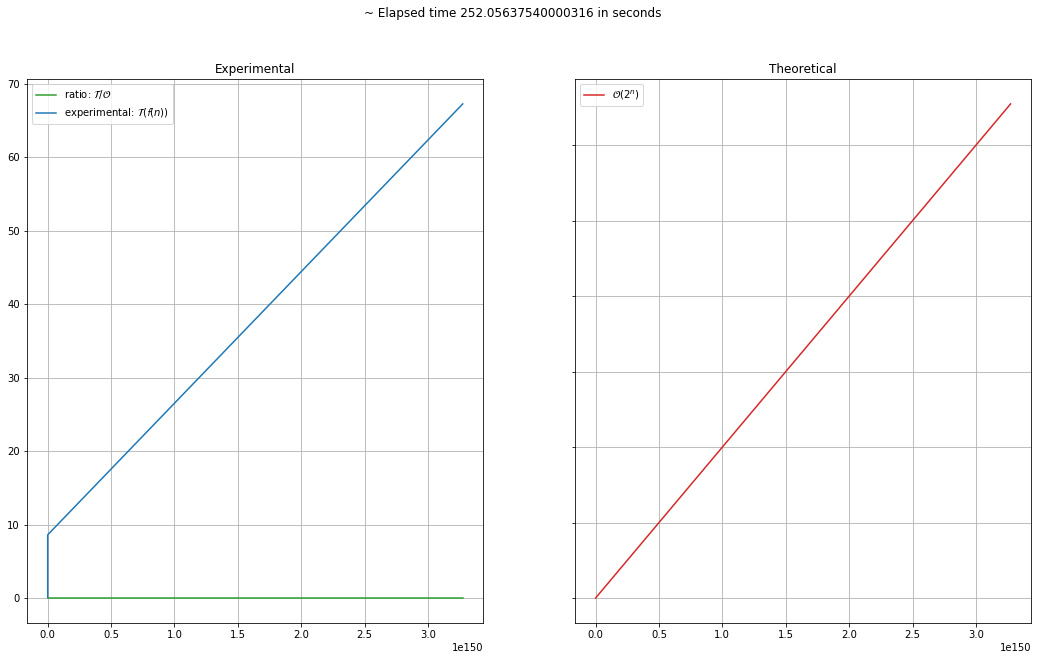 ~ Elapsed time 252.05637540000316 in seconds
Experimental
70
60
50
40
30
20
10
0
ratio: 𝒯/𝒪
experimental: 𝒯(f(n))
0.0 0.5 1.0 1.5 2.0 2.5 3.0
1e150
Theoretical
𝒪(2ⁿ)
0.0 0.5 1.0 1.5 2.0 2.5 3.0
1e150